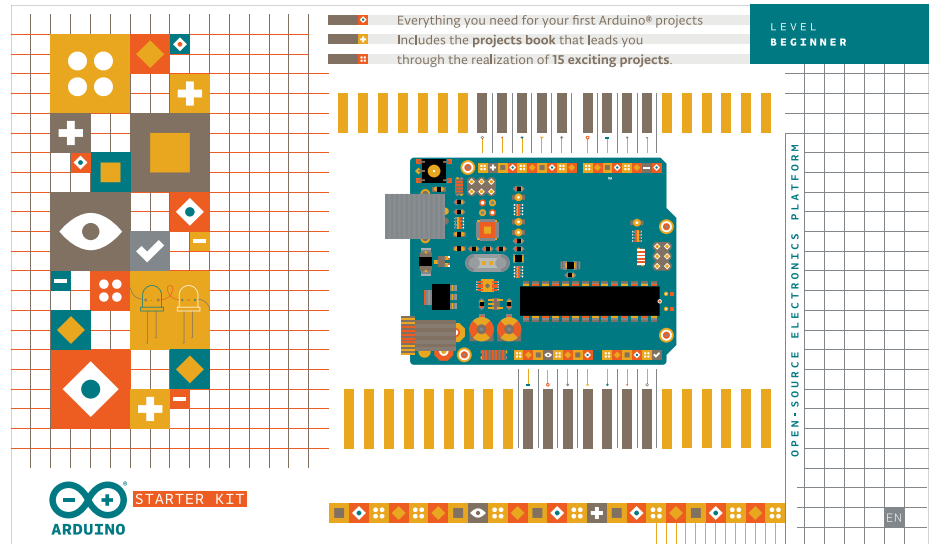 Everything you need for your first Arduino® projects
Includes the projects book that leads you
through the realization of 15 exciting projects.
LEVEL
BEGINNER
OPEN-SOURCE ELECTRONICS PLATFORM
®
STARTER KIT
ARDUINO
EN